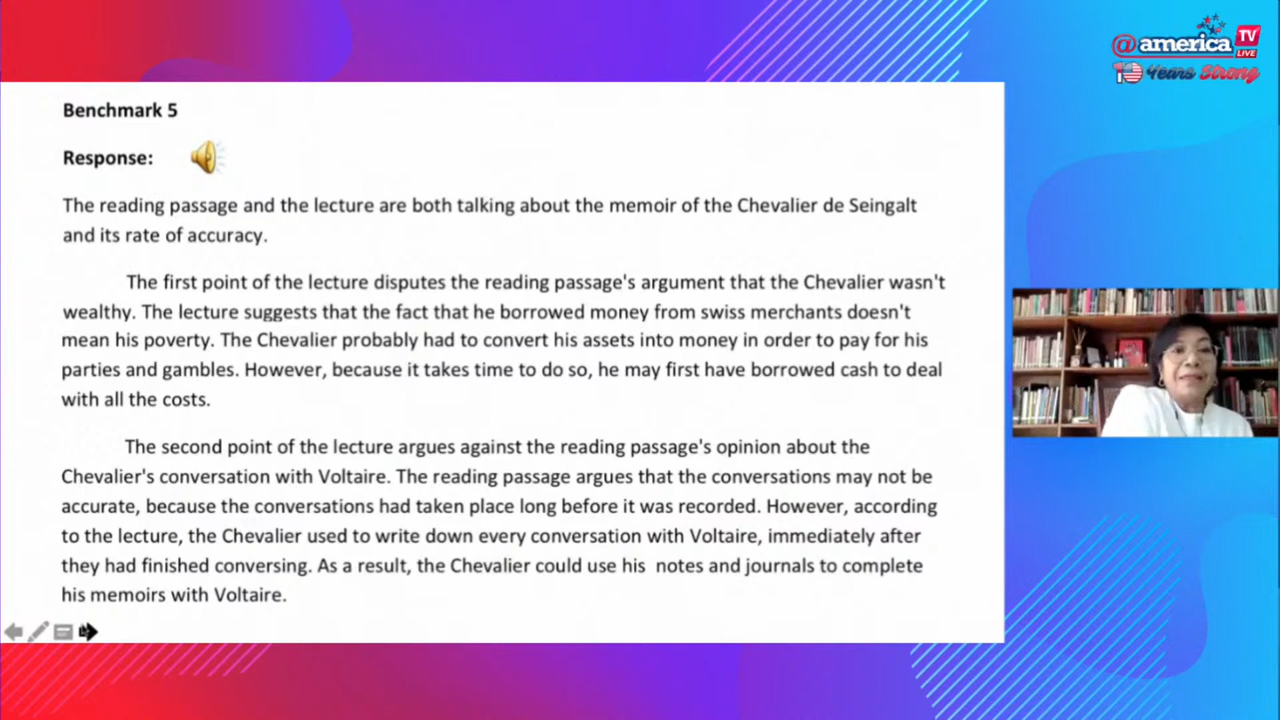 @america TV
LIVE
10 Years Strong
Benchmark 5
Response:
The reading passage and the lecture are both talking about the memoir of the Chevalier de Seingalt
and its rate of accuracy.
The first point of the lecture disputes the reading passage's argument that the Chevalier wasn't
wealthy. The lecture suggests that the fact that he borrowed money from swiss merchants doesn't
mean his poverty. The Chevalier probably had to convert his assets into money in order to pay for his
parties and gambles. However, because it takes time to do so, he may first have borrowed cash to deal
with all the costs.
The second point of the lecture argues against the reading passage's opinion about the
Chevalier's conversation with Voltaire. The reading passage argues that the conversations may not be
accurate, because the conversations had taken place long before it was recorded. However, according
to the lecture, the Chevalier used to write down every conversation with Voltaire, immediately after
they had finished conversing. As a result, the Chevalier could use his notes and journals to complete
his memoirs with Voltaire.